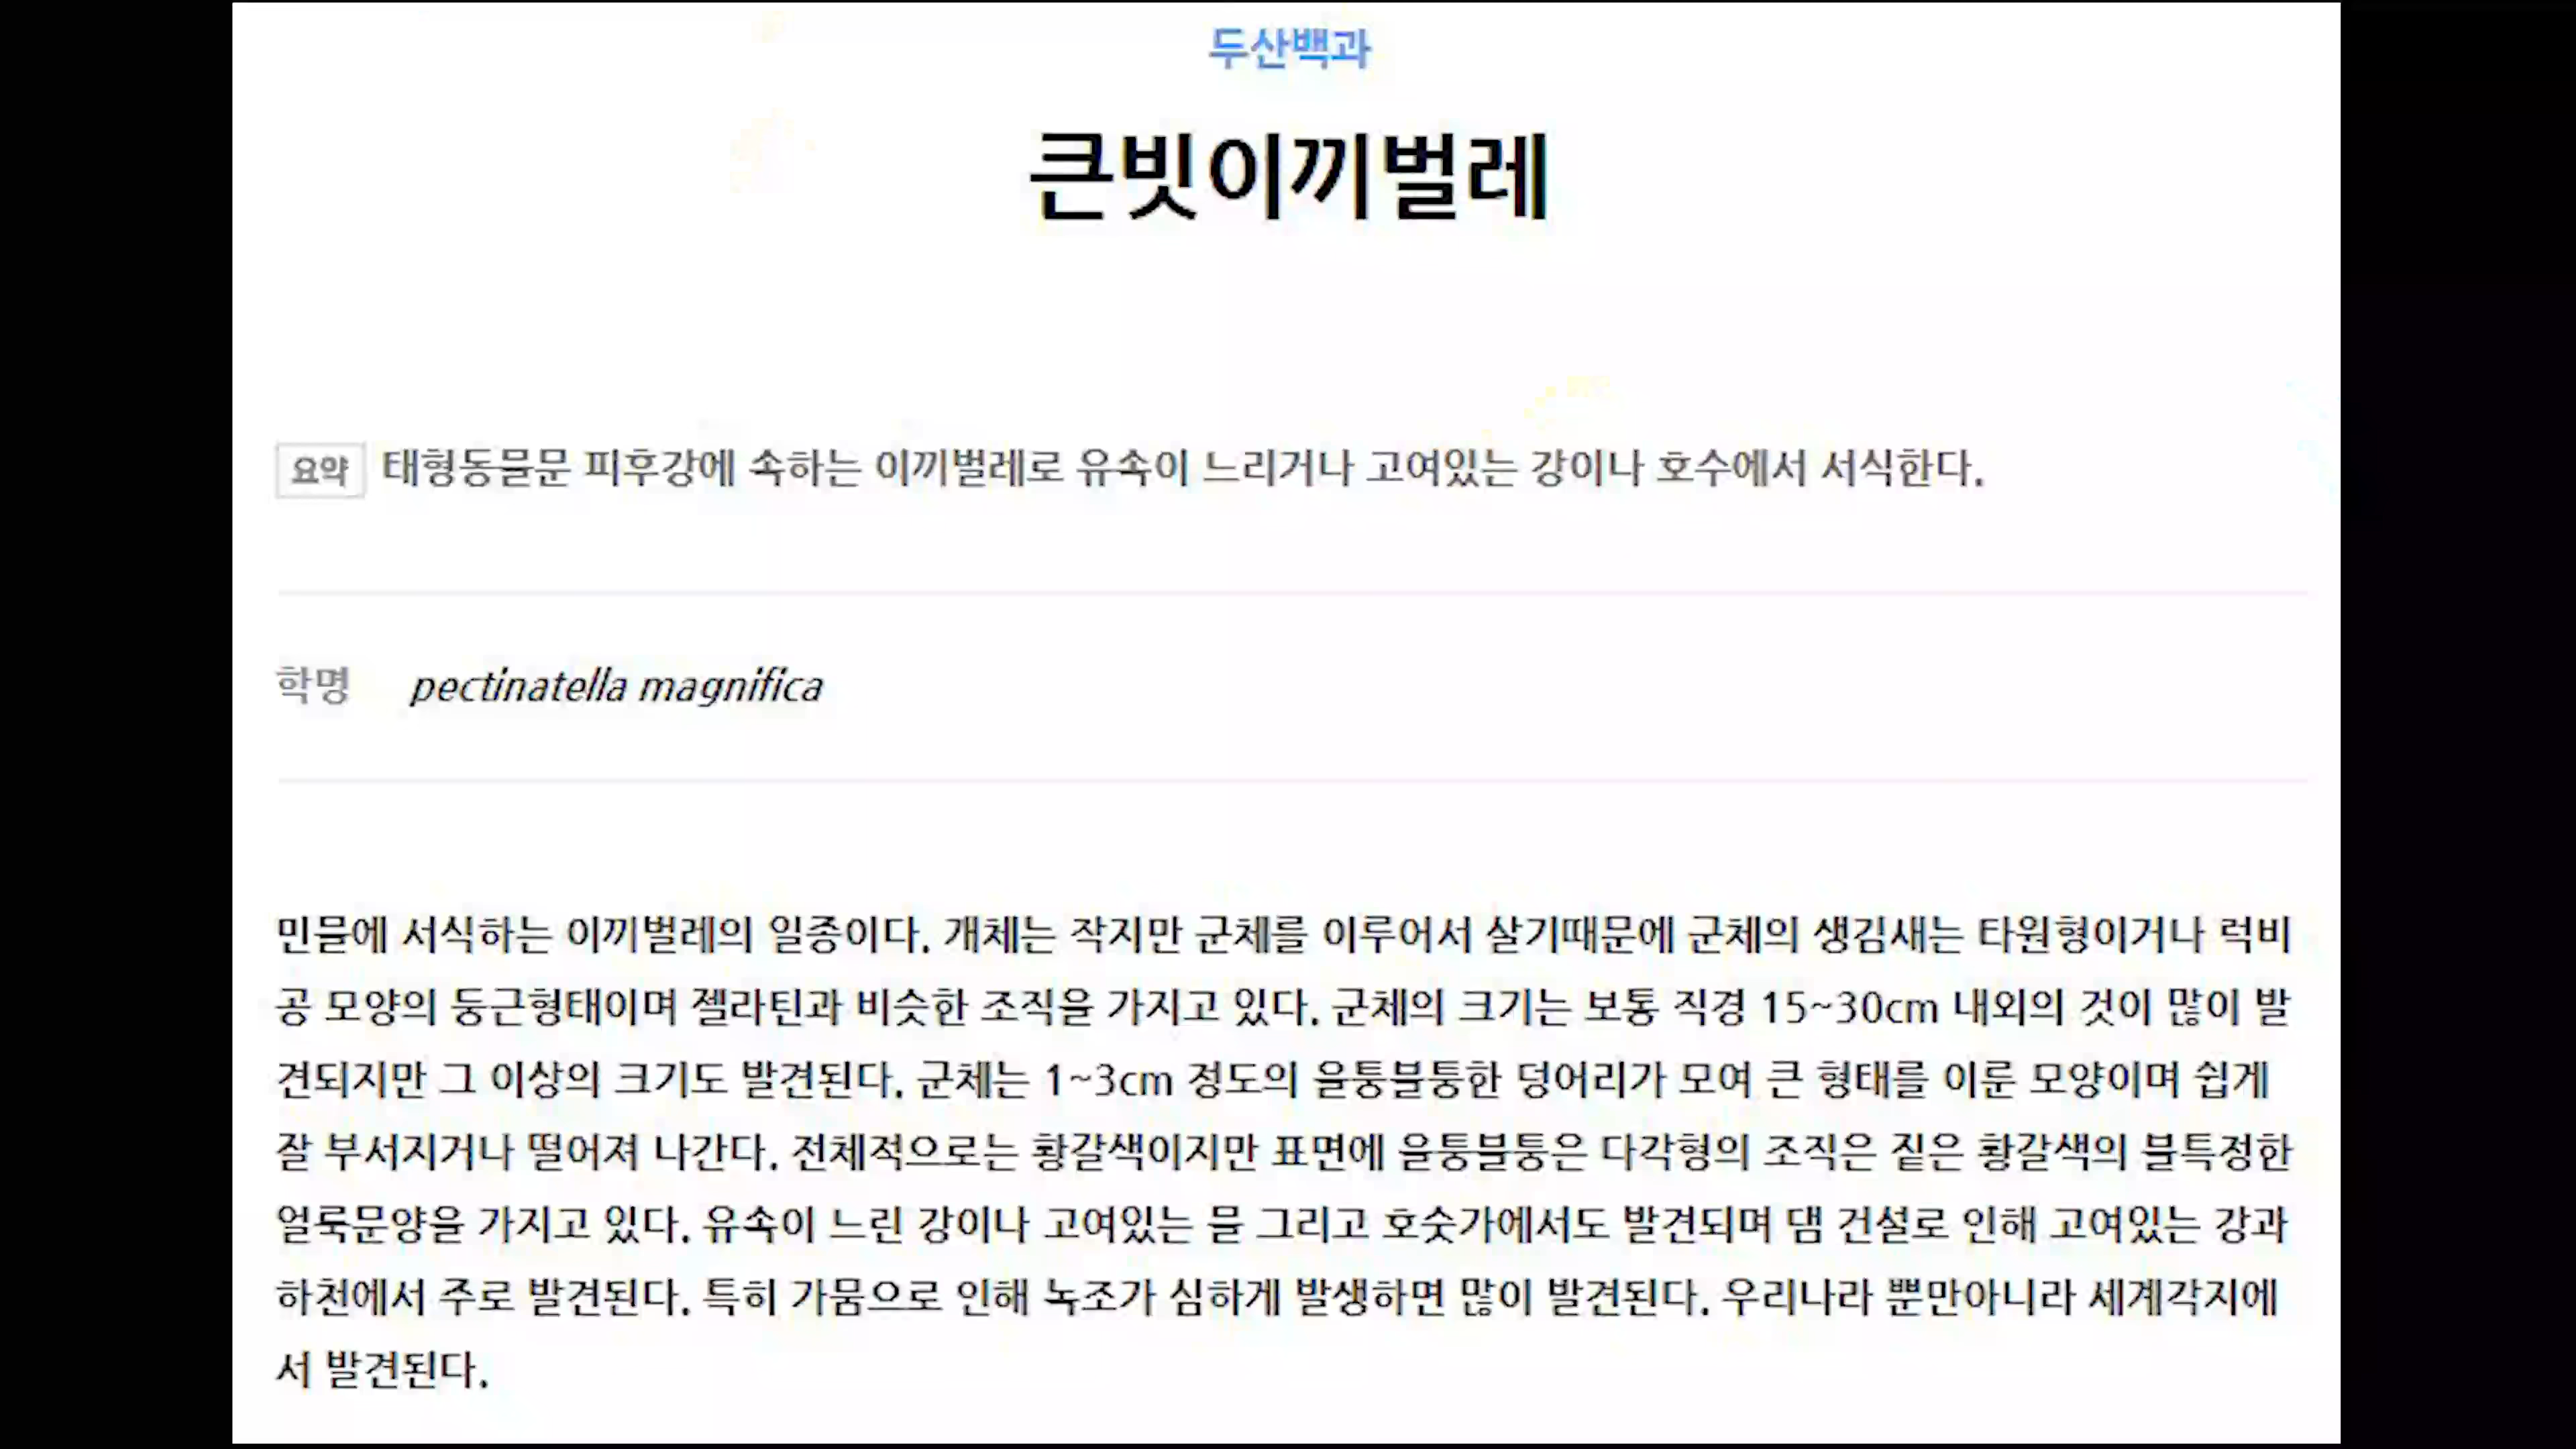 두산백과
큰빗이끼벌레
요약 태형동물문 피후강에 속하는 이끼벌레로 유속이 느리거나 고여있는 강이나 호수에서 서식한다.
학명 pectinatella magnifica
민물에 서식하는 이끼벌레의 일종이다. 개체는 작지만 군체를 이루어서 살기때문에 군체의 생김새는 타원형이거나 럭비
공 모양의 둥근형태이며 젤라틴과 비슷한 조직을 가지고 있다. 군체의 크기는 보통 직경 15~30cm 내외의 것이 많이 발
견되지만 그 이상의 크기도 발견된다. 군체는 1~3cm 정도의 울퉁불퉁한 덩어리가 모여 큰 형태를 이룬 모양이며 쉽게
잘 부서지거나 떨어져 나간다. 전체적으로는 황갈색이지만 표면에 울퉁불퉁은 다각형의 조직은 짙은 황갈색의 불특정한
얼룩문양을 가지고 있다. 유속이 느린 강이나 고여있는 물 그리고 호숫가에서도 발견되며 댐 건설로 인해 고여있는 강과
하천에서 주로 발견된다. 특히 가뭄으로 인해 녹조가 심하게 발생하면 많이 발견된다. 우리나라 뿐만아니라 세계각지에
서 발견된다.